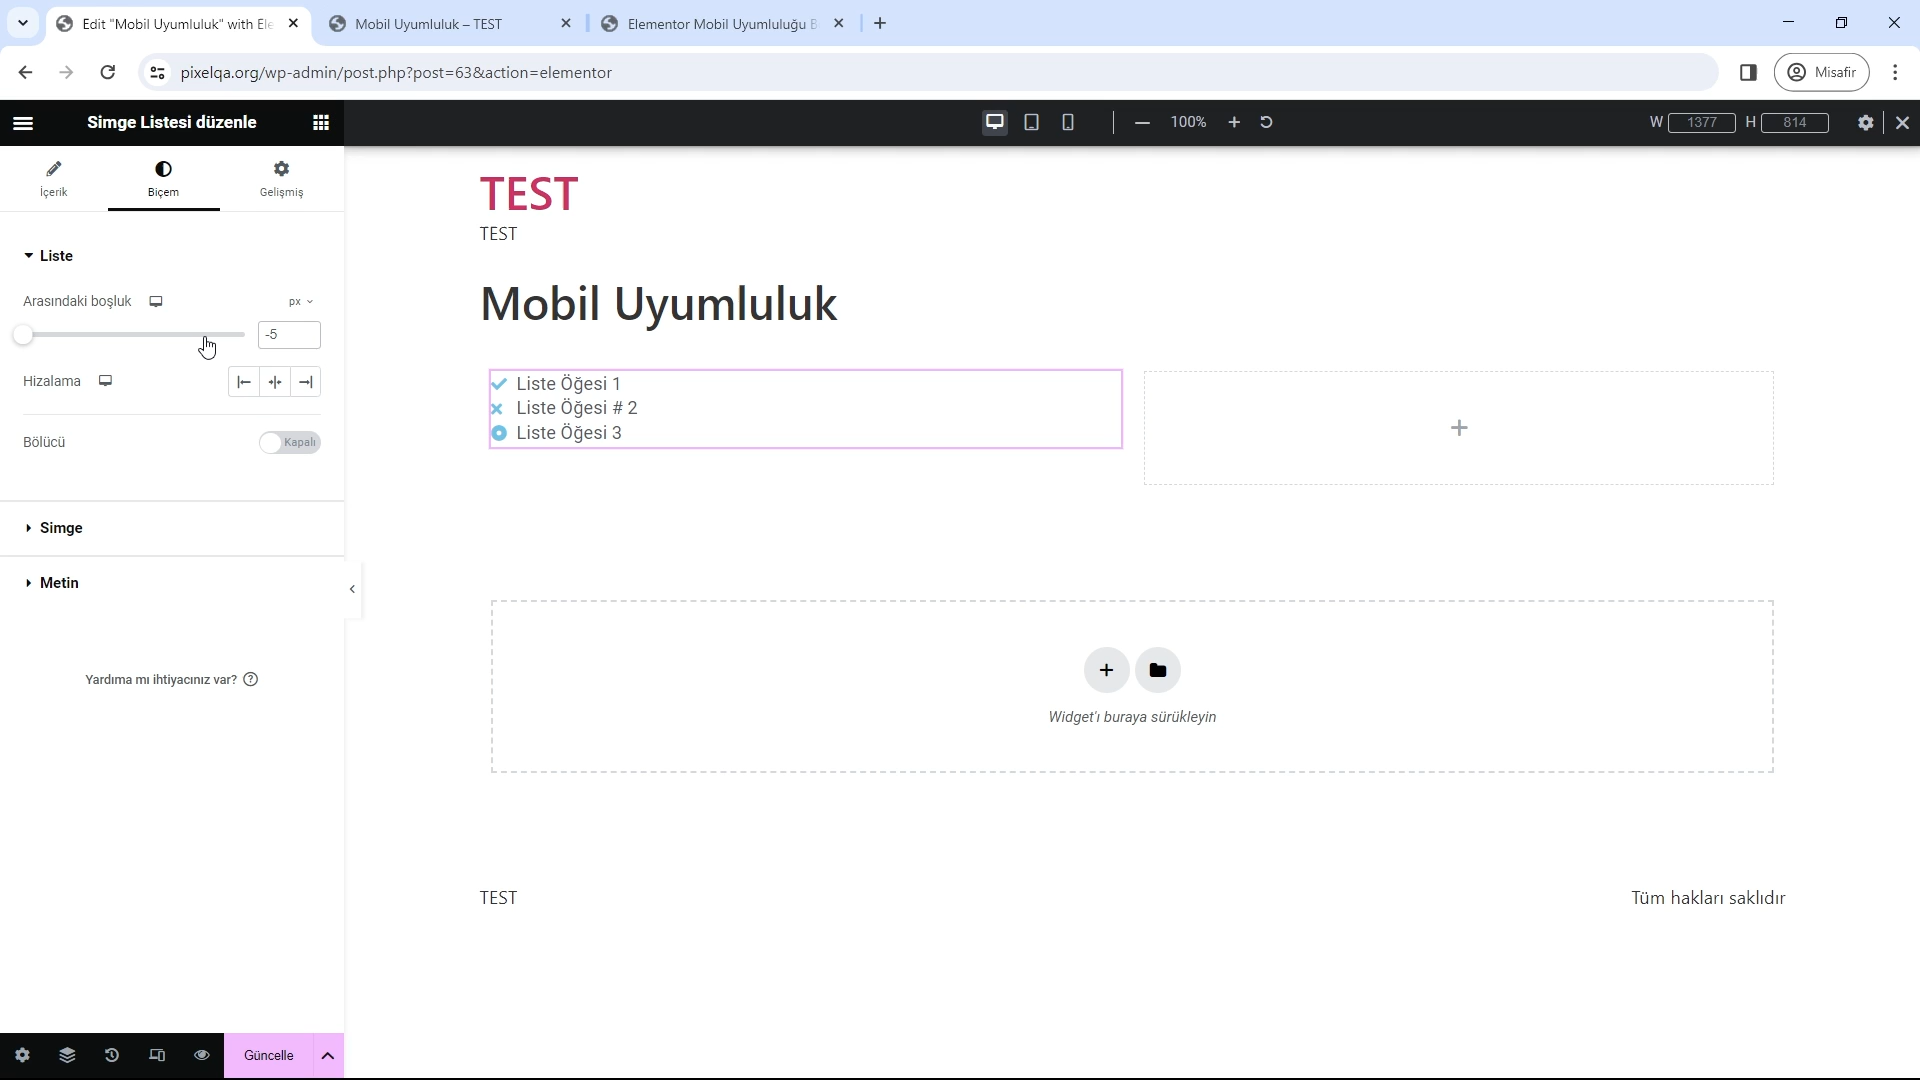 Edit "Mobil Uyumluluk" with Ele
Mobil Uyumluluk – TEST
Elementor Mobil Uyumluluğu B
pixelqa.org/wp-admin/post.php?post=63&action=elementor
Misafir
Simge Listesi düzenle
100%
W 1377 H 814
İçerik
Biçem
Gelişmiş
Liste
Arasındaki boşluk
px
-5
Hizalama
Bölücü
Kapalı
Simge
Metin
Yardıma mı ihtiyacınız var?
Güncelle
TEST
TEST
Mobil Uyumluluk
Liste Öğesi 1
Liste Öğesi # 2
Liste Öğesi 3
Widget'ı buraya sürükleyin
TEST
Tüm hakları saklıdır